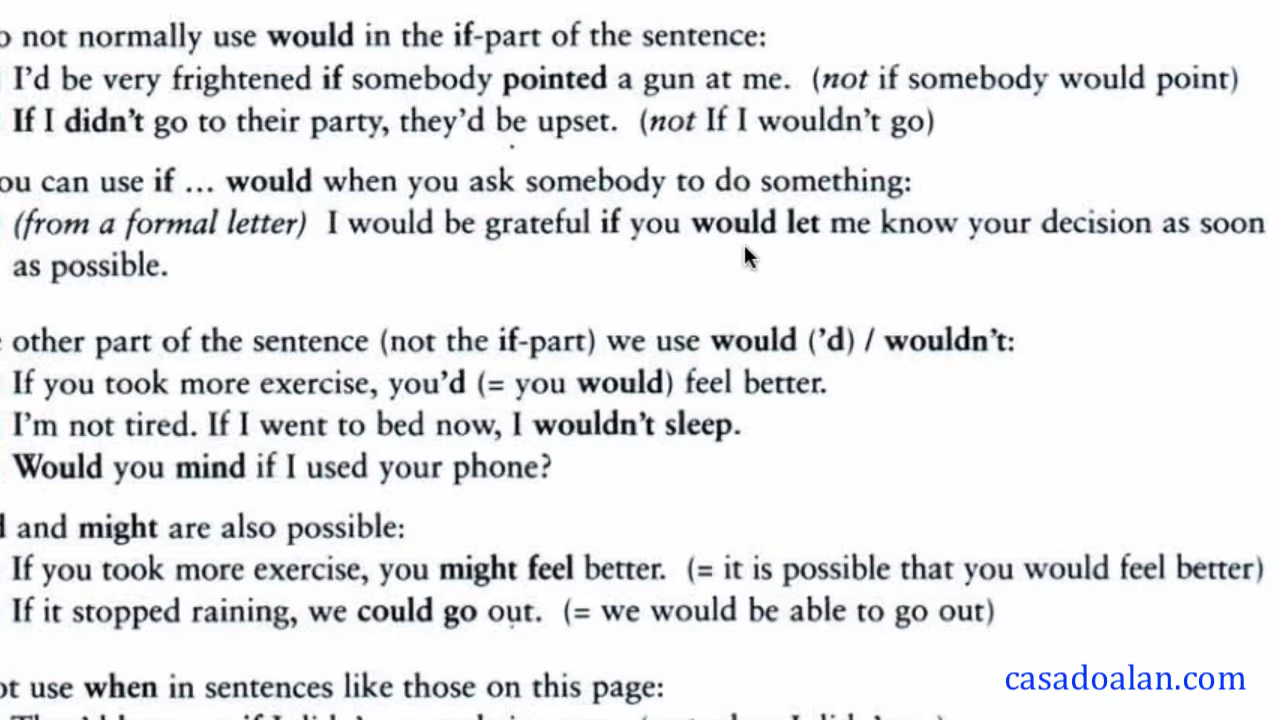 o not normally use would in the if-part of the sentence:
I'd be very frightened if somebody pointed a gun at me. (not if somebody would point)
If I didn't go to their party, they'd be upset. (not If I wouldn't go)
ou can use if ... would when you ask somebody to do something:
(from a formal letter) I would be grateful if you would let me know your decision as soon
as possible.
other part of the sentence (not the if-part) we use would ('d) / wouldn't:
If you took more exercise, you'd (= you would) feel better.
I'm not tired. If I went to bed now, I wouldn't sleep.
Would you mind if I used your phone?
d and might are also possible:
If you took more exercise, you might feel better. (= it is possible that you would feel better)
If it stopped raining, we could go out. (= we would be able to go out)
ot use when in sentences like those on this page:
casadoalan.com